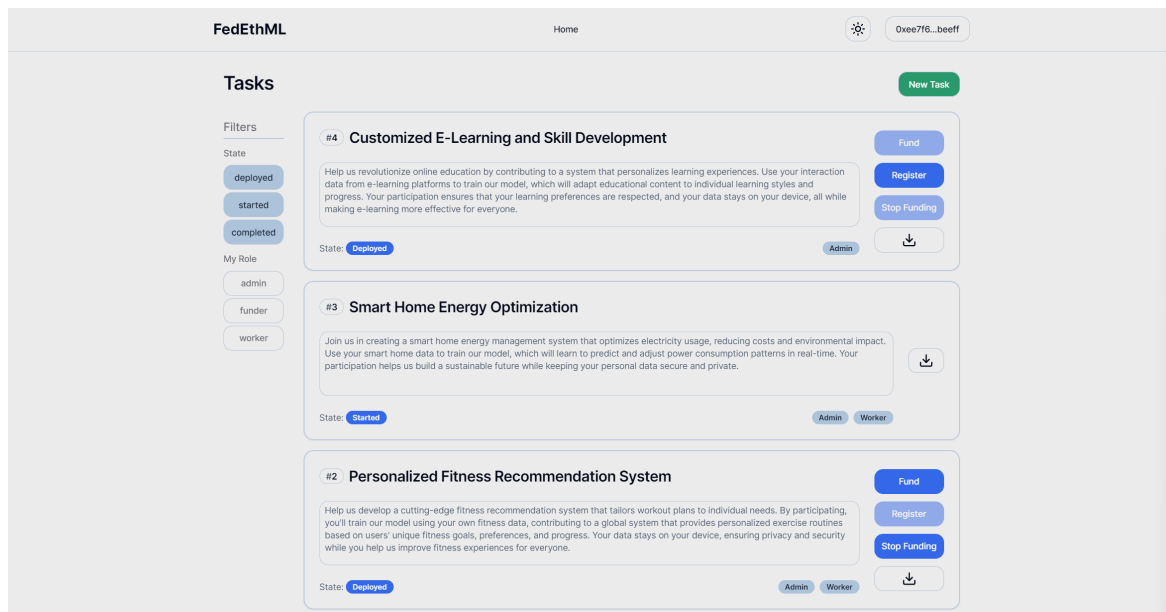 FedEthML
Home
0xee7f6...beeff
Tasks
New Task
Filters
State
deployed
started
completed
My Role
admin
funder
worker
#4 Customized E-Learning and Skill Development
Help us revolutionize online education by contributing to a system that personalizes learning experiences. Use your interaction
data from e-learning platforms to train our model, which will adapt educational content to individual learning styles and
progress. Your participation ensures that your learning preferences are respected, and your data stays on your device, all while
making e-learning more effective for everyone.
State: Deployed
Admin
Fund
Register
Stop Funding
#3 Smart Home Energy Optimization
Join us in creating a smart home energy management system that optimizes electricity usage, reducing costs and environmental impact.
Use your smart home data to train our model, which will learn to predict and adjust power consumption patterns in real-time. Your
participation helps us build a sustainable future while keeping your personal data secure and private.
State: Started
Admin Worker
#2 Personalized Fitness Recommendation System
Help us develop a cutting-edge fitness recommendation system that tailors workout plans to individual needs. By participating,
you'll train our model using your own fitness data, contributing to a global system that provides personalized exercise routines
based on users' unique fitness goals, preferences, and progress. Your data stays on your device, ensuring privacy and security
while you help us improve fitness experiences for everyone.
State: Deployed
Admin Worker
Fund
Register
Stop Funding